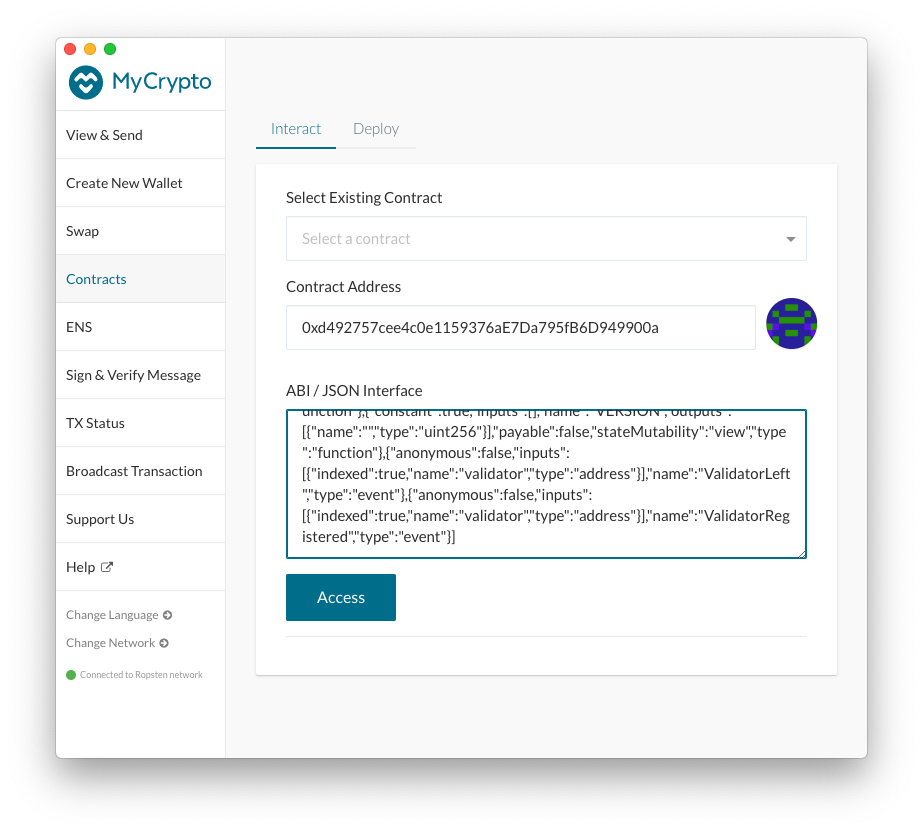 MyCrypto
View & Send
Create New Wallet
Swap
Contracts
ENS
Sign & Verify Message
TX Status
Broadcast Transaction
Support Us
Help
Change Language
Change Network
Connected to Ropsten network
Interact
Deploy
Select Existing Contract
Select a contract
Contract Address
0xd492757cee4c0e1159376aE7Da795fB6D949900a
ABI / JSON Interface
unction"},{"constant":true,"inputs":[],"name":"VERSION","outputs":
[{"name":"","type":"uint256"}],"payable":false,"stateMutability":"view","type
":"function"},{"anonymous":false,"inputs":
[{"indexed":true,"name":"validator","type":"address"}],"name":"ValidatorLeft
","type":"event"},{"anonymous":false,"inputs":
[{"indexed":true,"name":"validator","type":"address"}],"name":"ValidatorReg
istered","type":"event"}]
Access